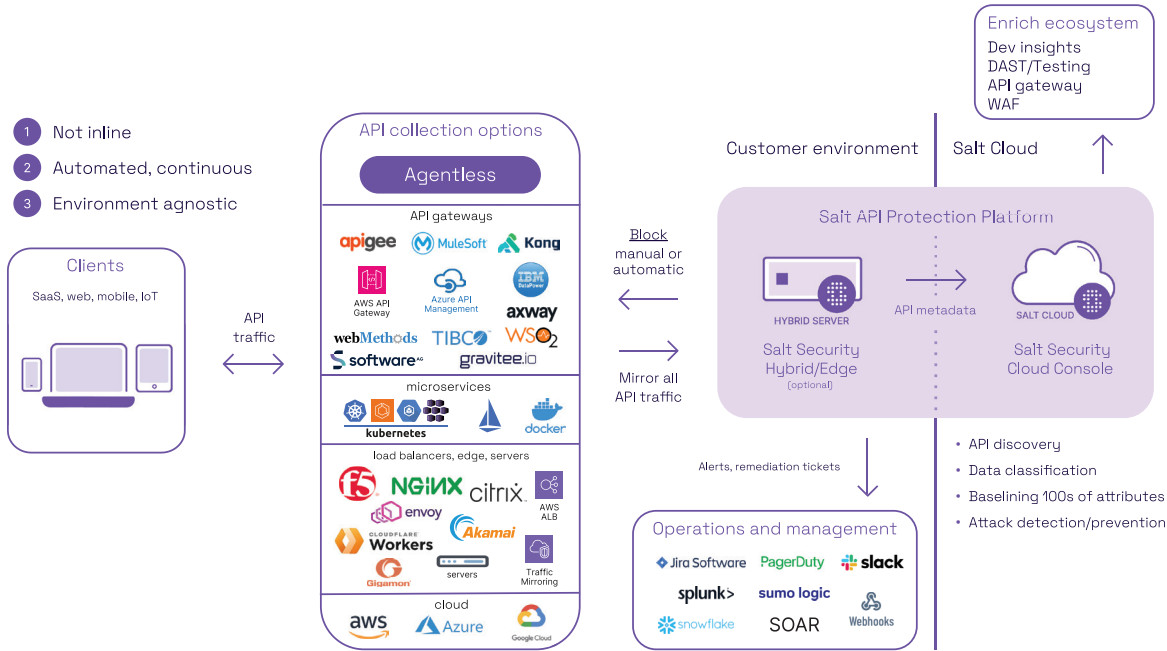 Enrich ecosystem
Dev insights
DAST/Testing
API gateway
WAF
1 Not inline
2 Automated, continuous
3 Environment agnostic
Clients
SaaS, web, mobile, IoT
API
traffic
API collection options
Agentless
API gateways
apigee
MuleSoft
Kong
AWS API
Gateway
Azure API
Management
IBM
DataPower
axway
webMethods
TIBCO
WSO2
software AG
gravitee.io
microservices
kubernetes
docker
load balancers, edge, servers
f5
NGINX
citrix
AWS
ALB
envoy
CLOUDFLARE
Workers
Akamai
Gigamon
servers
Traffic
Mirroring
cloud
aws
Azure
Google Cloud
Block
manual or
automatic
Mirror all
API traffic
Customer environment
Salt Cloud
Salt API Protection Platform
HYBRID SERVER
API metadata
SALT CLOUD
Salt Security
Hybrid/Edge
(optional)
Salt Security
Cloud Console
Alerts, remediation tickets
• API discovery
• Data classification
• Baselining 100s of attributes
• Attack detection/prevention
Operations and management
Jira Software
PagerDuty
slack
splunk>
sumo logic
Webhooks
snowflake
SOAR